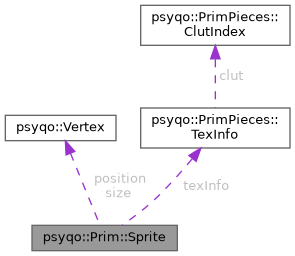 psyqo::PrimPieces::
ClutIndex
clut
psyqo::Vertex
psyqo::PrimPieces::
TexInfo
position
size
texInfo
psyqo::Prim::Sprite